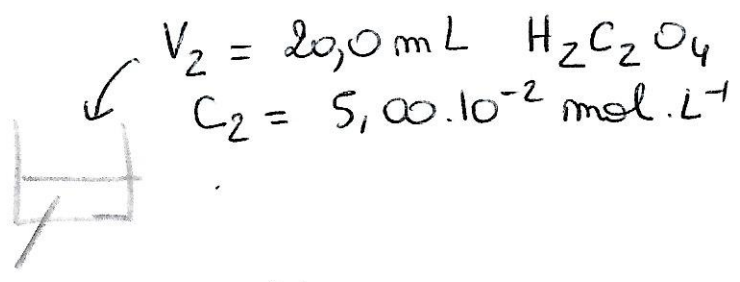 V₂ = 20,0 mL H₂C₂O₄
C₂ = 5,00.10⁻² mol.L⁻¹